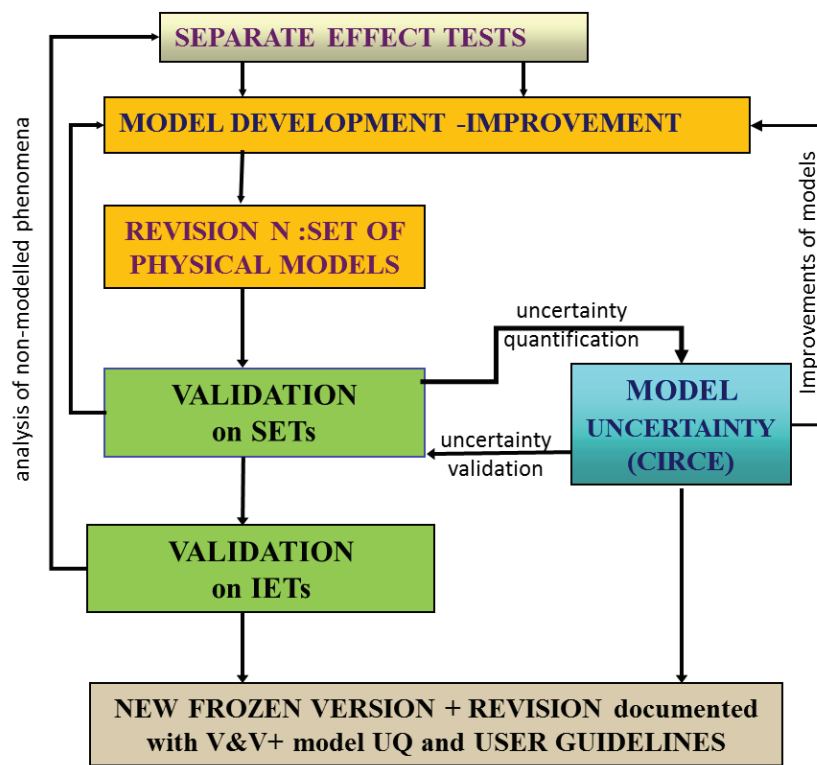 SEPARATE EFFECT TESTS
MODEL DEVELOPMENT -IMPROVEMENT
REVISION N :SET OF
PHYSICAL MODELS
uncertainty
quantification
VALIDATION
on SETs
MODEL
UNCERTAINTY
(CIRCE)
uncertainty
validation
VALIDATION
on IETs
NEW FROZEN VERSION + REVISION documented
with V&V+ model UQ and USER GUIDELINES
analysis of non-modelled phenomena
Improvements of models